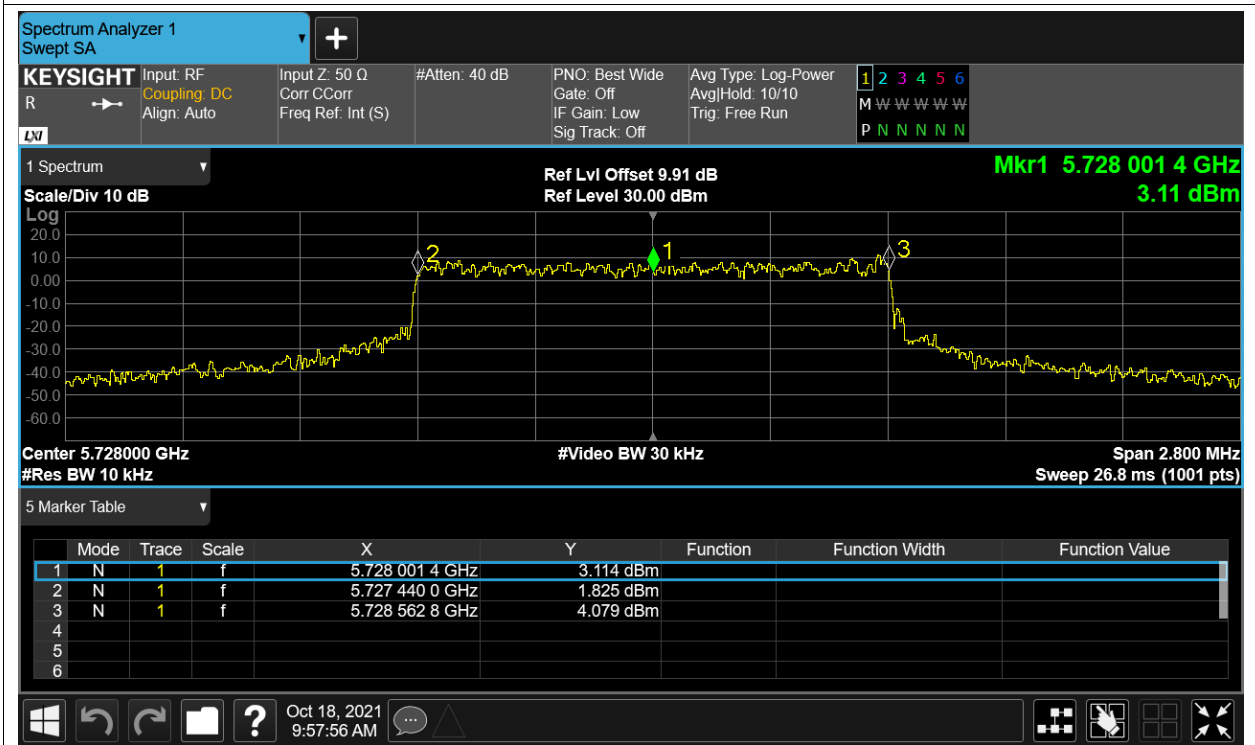 Spectrum Analyzer 1
Swept SA
KEYSIGHT
R
LXI
Input: RF
Coupling: DC
Align: Auto
Input Z: 50 Ω
Corr CCorr
Freq Ref: Int (S)
#Atten: 40 dB
PNO: Best Wide
Gate: Off
IF Gain: Low
Sig Track: Off
Avg Type: Log-Power
Avg|Hold: 10/10
Trig: Free Run
1 2 3 4 5 6
M W W W W W
P N N N N N
1 Spectrum
Scale/Div 10 dB
Ref Lvl Offset 9.91 dB
Ref Level 30.00 dBm
Mkr1 5.728 001 4 GHz
3.11 dBm
Log
20.0
10.0
0.00
-10.0
-20.0
-30.0
-40.0
-50.0
-60.0
2
1
3
Center 5.728000 GHz
#Res BW 10 kHz
#Video BW 30 kHz
Span 2.800 MHz
Sweep 26.8 ms (1001 pts)
5 Marker Table
Mode Trace Scale X Y Function Function Width Function Value
1 N 1 f 5.728 001 4 GHz 3.114 dBm
2 N 1 f 5.727 440 0 GHz 1.825 dBm
3 N 1 f 5.728 562 8 GHz 4.079 dBm
4
5
6
?
Oct 18, 2021
9:57:56 AM